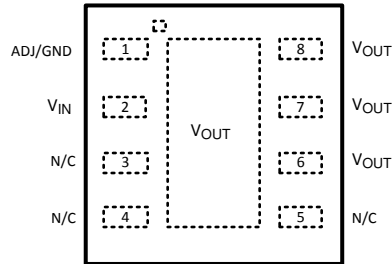 ADJ/GND 1 8 VOUT
VIN 2 7 VOUT
VOUT
N/C 3 6 VOUT
N/C 4 5 N/C